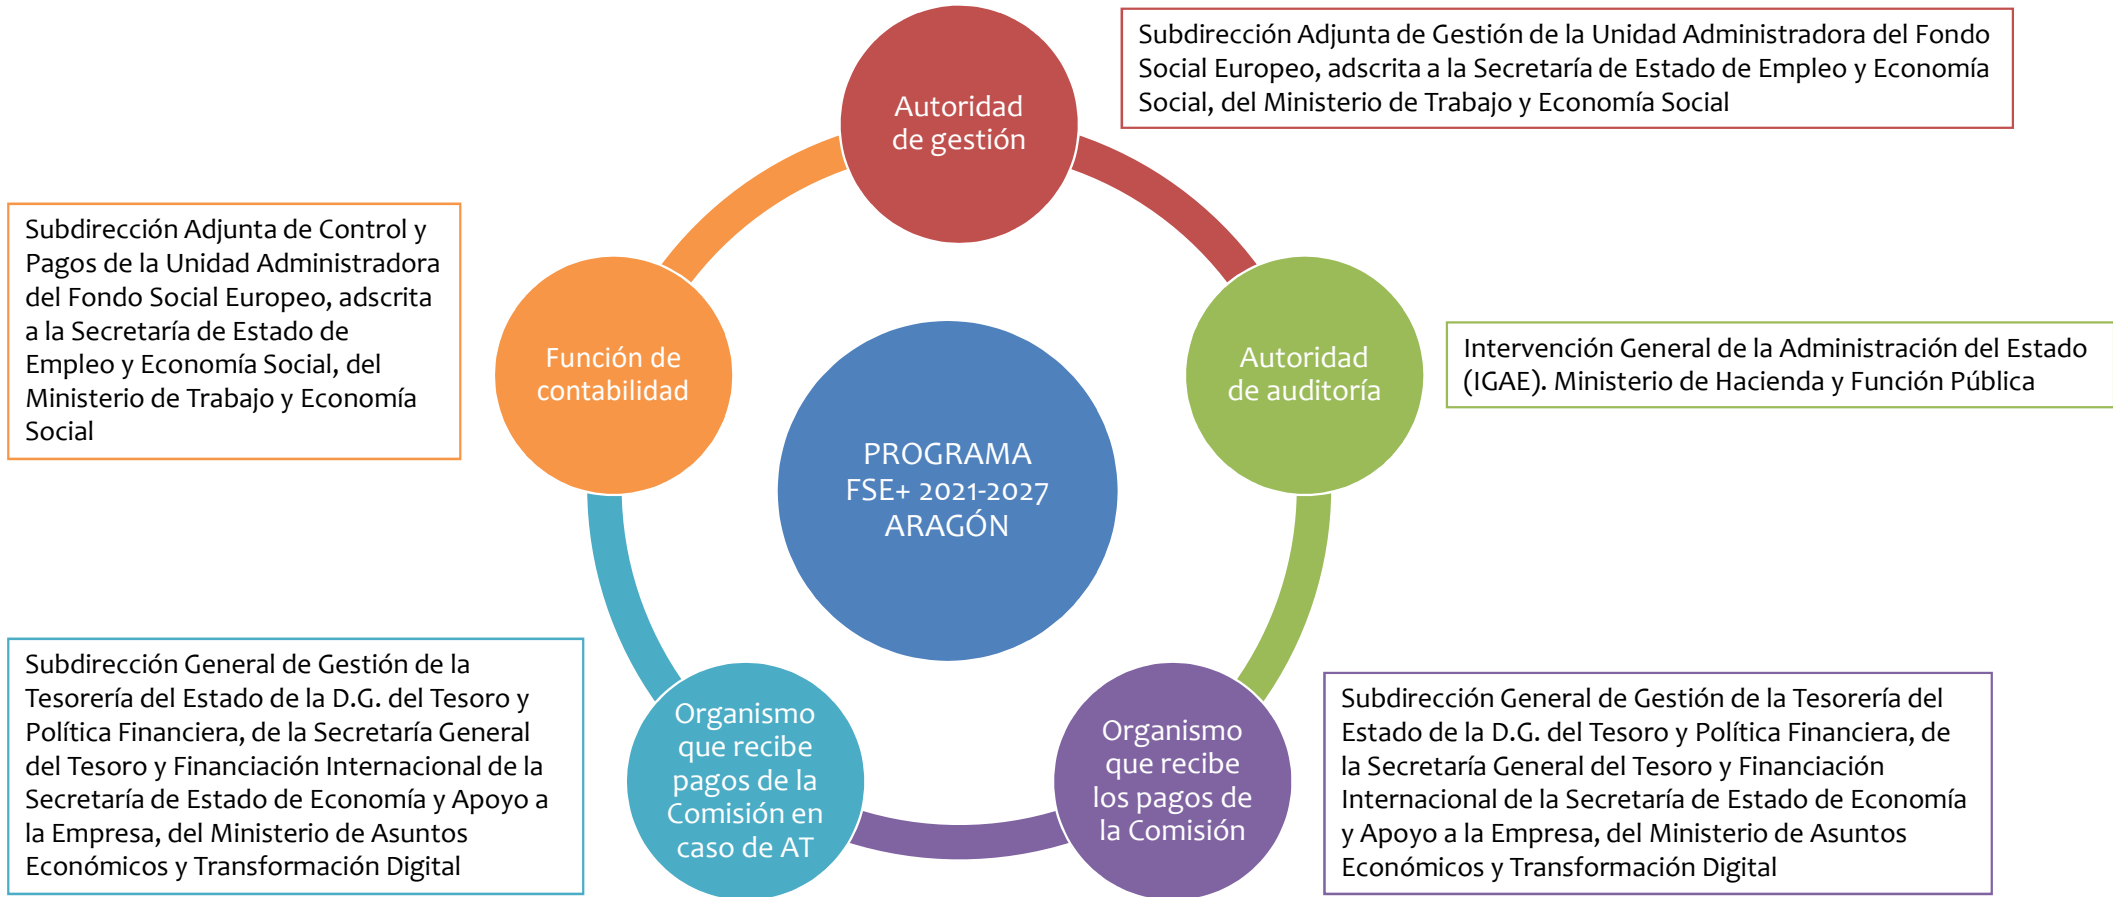 Autoridad
de gestión
Subdirección Adjunta de Gestión de la Unidad Administradora del Fondo
Social Europeo, adscrita a la Secretaría de Estado de Empleo y Economía
Social, del Ministerio de Trabajo y Economía Social
Subdirección Adjunta de Control y
Pagos de la Unidad Administradora
del Fondo Social Europeo, adscrita
a la Secretaría de Estado de
Empleo y Economía Social, del
Ministerio de Trabajo y Economía
Social
Función de
contabilidad
Autoridad
de auditoría
Intervención General de la Administración del Estado
(IGAE). Ministerio de Hacienda y Función Pública
PROGRAMA
FSE+ 2021-2027
ARAGÓN
Subdirección General de Gestión de la
Tesorería del Estado de la D.G. del Tesoro y
Política Financiera, de la Secretaría General
del Tesoro y Financiación Internacional de la
Secretaría de Estado de Economía y Apoyo a
la Empresa, del Ministerio de Asuntos
Económicos y Transformación Digital
Organismo
que recibe
pagos de la
Comisión en
caso de AT
Organismo
que recibe
los pagos de
la Comisión
Subdirección General de Gestión de la Tesorería del
Estado de la D.G. del Tesoro y Política Financiera, de
la Secretaría General del Tesoro y Financiación
Internacional de la Secretaría de Estado de Economía
y Apoyo a la Empresa, del Ministerio de Asuntos
Económicos y Transformación Digital